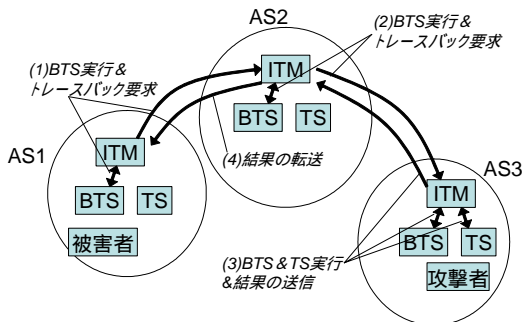 AS2
(2)BTS実行&
トレースバック要求
(1)BTS実行&
トレースバック要求
ITM
BTS
TS
AS1
ITM
(4)結果の転送
AS3
BTS
TS
ITM
被害者
(3)BTS&TS実行
&結果の送信
BTS
TS
攻撃者